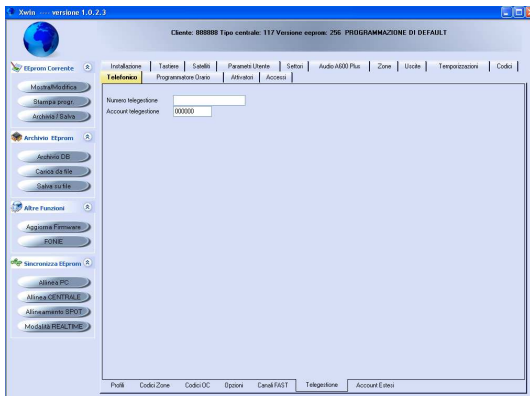 Xwin ---- versione 1.0.2.3
Cliente: 888888 Tipo centrale: 117 Versione eeprom: 256 PROGRAMMAZIONE DI DEFAULT
EEprom Corrente
Mostra/Modifica
Stampa progr.
Archivia / Salva
Archivio EEprom
Archivio DB
Carica da file
Salva su file
Altre Funzioni
Aggiorna Firmware
FONIE
Sincronizza EEprom
Allinea PC
Allinea CENTRALE
Allineamento SPOT
Modalità REALTIME
Installazione Tastiere Satelliti Parametri Utente Settori Audio A600 Plus Zone Uscite Temporizzazioni Codici
Telefonico Programmatore Orario Attivatori Accessi
Numero telegestione
Account telegestione 000000
Profili Codici Zone Codici OC Opzioni Canali FAST Telegestione Account Estesi